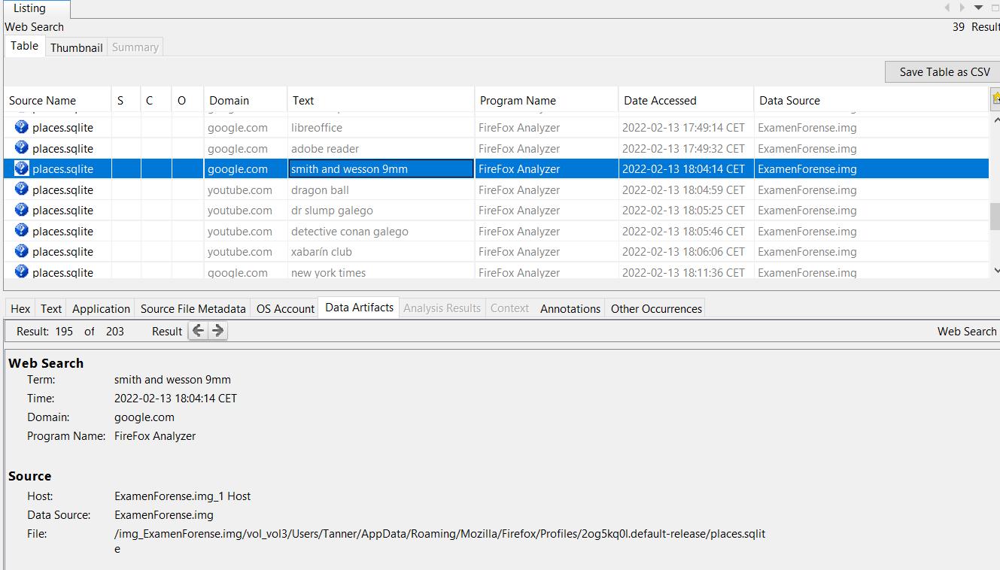 Listing
Web Search 39 Result
Table Thumbnail Summary
Save Table as CSV
Source Name S C O Domain Text Program Name Date Accessed Data Source
places.sqlite google.com libreoffice FireFox Analyzer 2022-02-13 17:49:14 CET ExamenForense.img
places.sqlite google.com adobe reader FireFox Analyzer 2022-02-13 17:49:32 CET ExamenForense.img
places.sqlite google.com smith and wesson 9mm FireFox Analyzer 2022-02-13 18:04:14 CET ExamenForense.img
places.sqlite youtube.com dragon ball FireFox Analyzer 2022-02-13 18:04:59 CET ExamenForense.img
places.sqlite youtube.com dr slump galego FireFox Analyzer 2022-02-13 18:05:25 CET ExamenForense.img
places.sqlite youtube.com detective conan galego FireFox Analyzer 2022-02-13 18:05:46 CET ExamenForense.img
places.sqlite youtube.com xabarín club FireFox Analyzer 2022-02-13 18:06:06 CET ExamenForense.img
places.sqlite google.com new york times FireFox Analyzer 2022-02-13 18:11:36 CET ExamenForense.img
Hex Text Application Source File Metadata OS Account Data Artifacts Analysis Results Context Annotations Other Occurrences
Result: 195 of 203 Result Web Search
Web Search
Term: smith and wesson 9mm
Time: 2022-02-13 18:04:14 CET
Domain: google.com
Program Name: FireFox Analyzer
Source
Host: ExamenForense.img_1 Host
Data Source: ExamenForense.img
File: /img_ExamenForense.img/vol_vol3/Users/Tanner/AppData/Roaming/Mozilla/Firefox/Profiles/2og5kq0l.default-release/places.sqlit
e